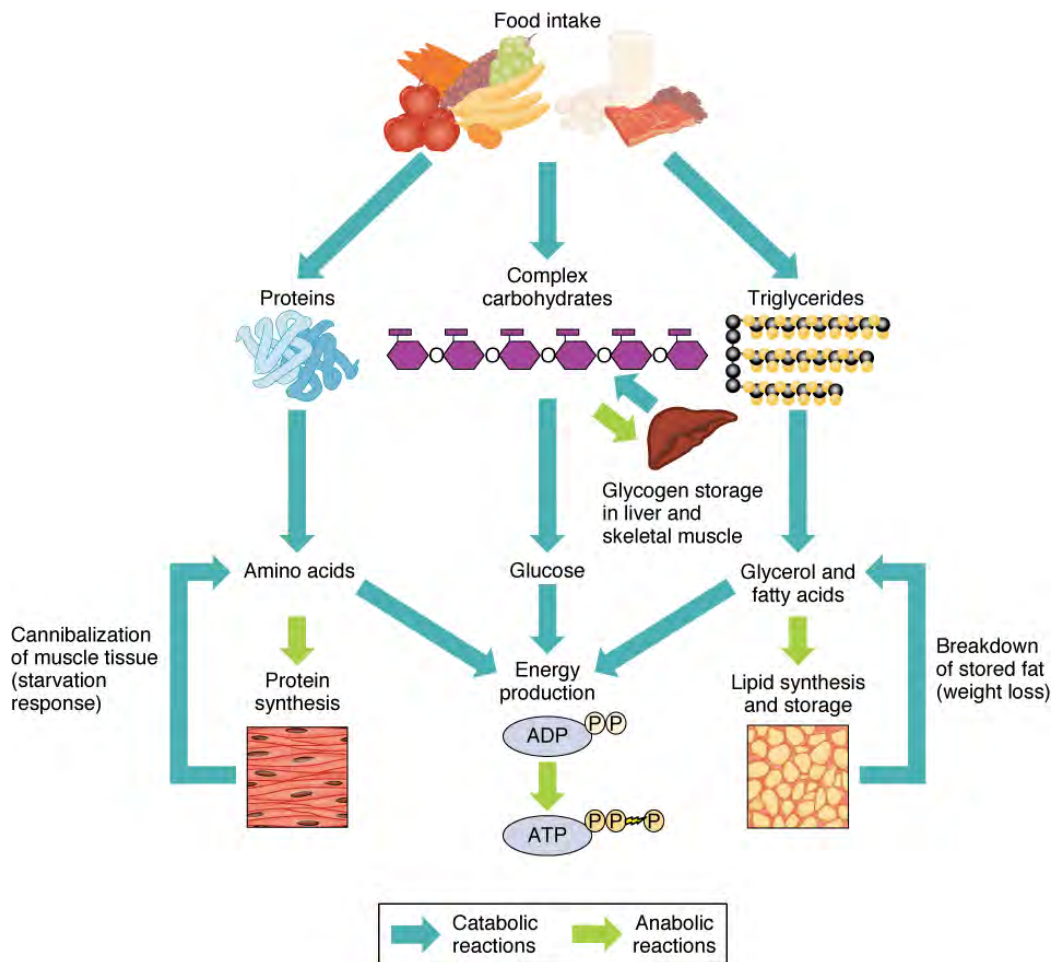 Food intake
Proteins
Complex
carbohydrates
Triglycerides
Glycogen storage
in liver and
skeletal muscle
Amino acids
Glucose
Glycerol and
fatty acids
Cannibalization
of muscle tissue
(starvation
response)
Protein
synthesis
Energy
production
Lipid synthesis
and storage
Breakdown
of stored fat
(weight loss)
ADP
P P
ATP
P P P
Catabolic
reactions
Anabolic
reactions